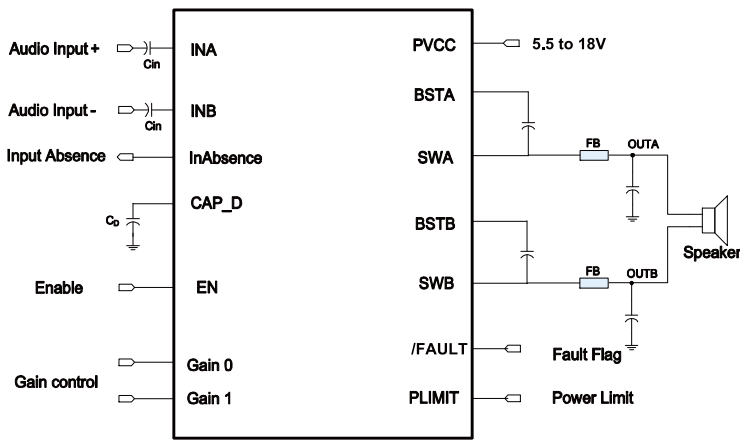 Audio Input +
Cin
INA
PVCC
5.5 to 18V
BSTA
Audio Input -
Cin
INB
Input Absence
InAbsence
SWA
FB
OUTA
CAP_D
CD
BSTB
Speaker
Enable
EN
SWB
FB
OUTB
/FAULT
Fault Flag
Gain control
Gain 0
Gain 1
PLIMIT
Power Limit